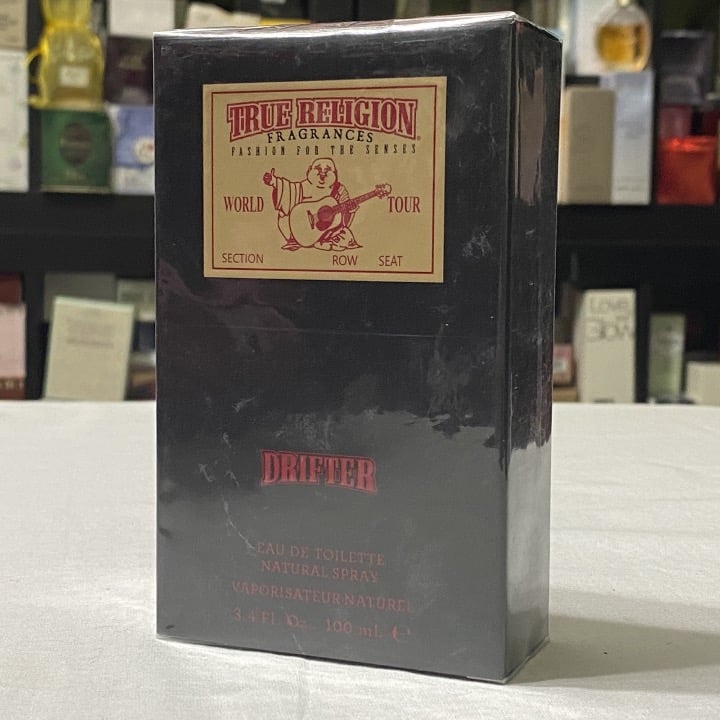 TRUE RELIGION®
FRAGRANCES
FASHION FOR THE SENSES
WORLD TOUR
SECTION ROW SEAT
DRIFTER
EAU DE TOILETTE
NATURAL SPRAY
VAPORISATEUR NATUREL
3.4 Fl. Oz. 100 ml. ℮
Love